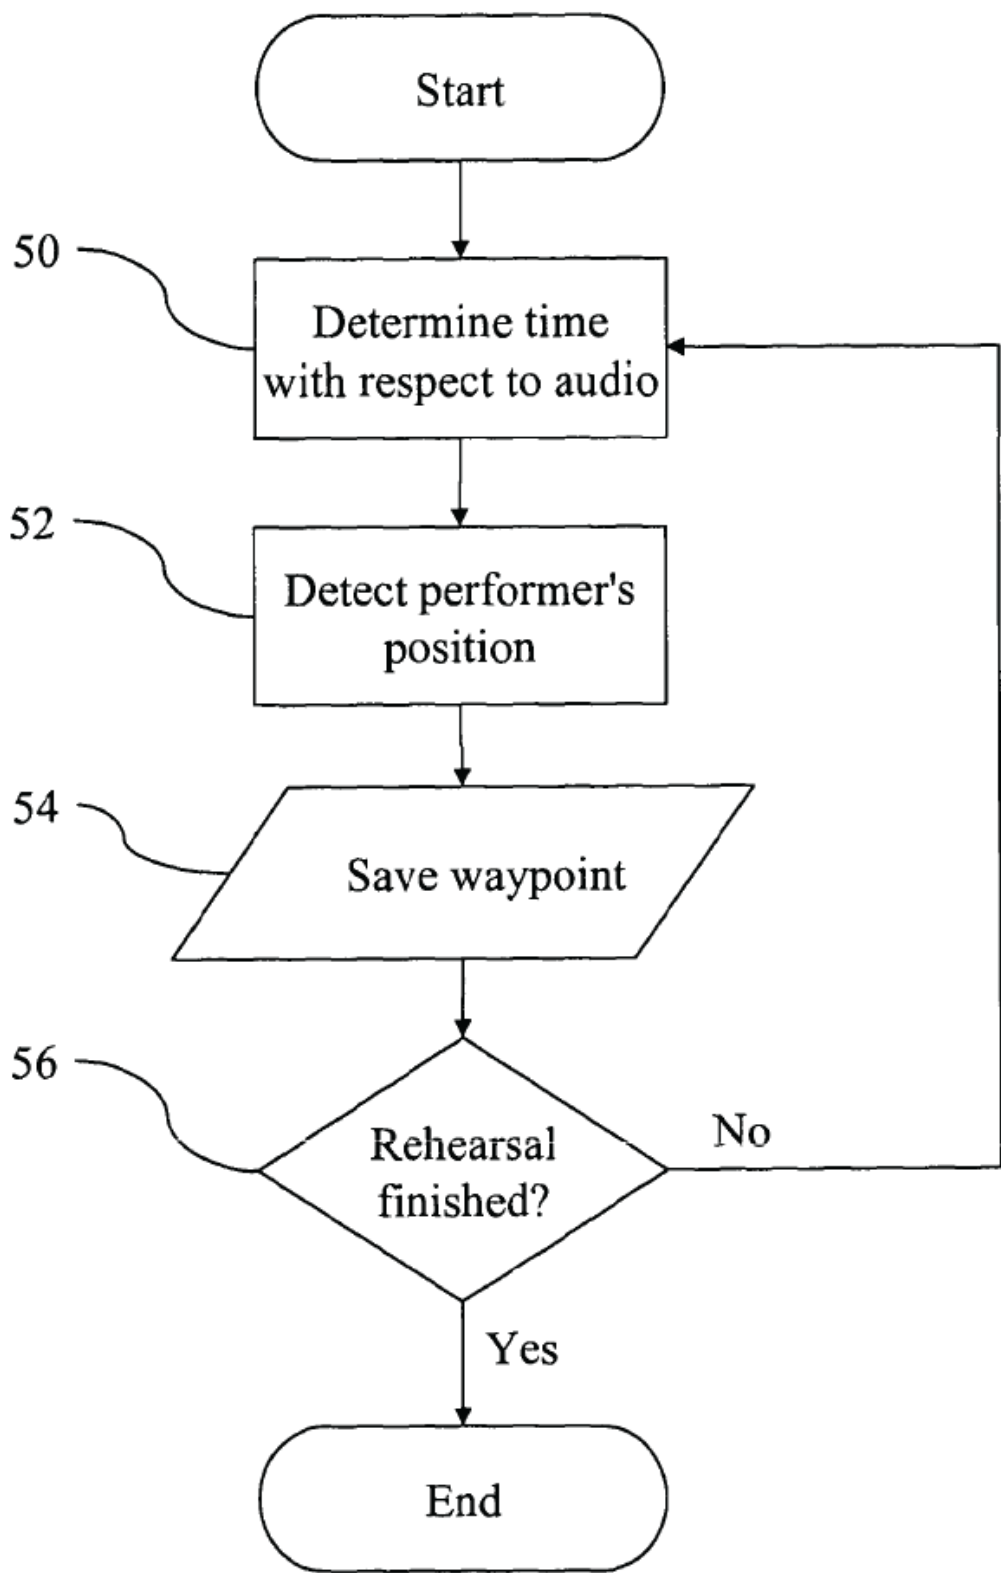 Start
50
Determine time
with respect to audio
52
Detect performer's
position
54
Save waypoint
56
Rehearsal
finished?
No
Yes
End